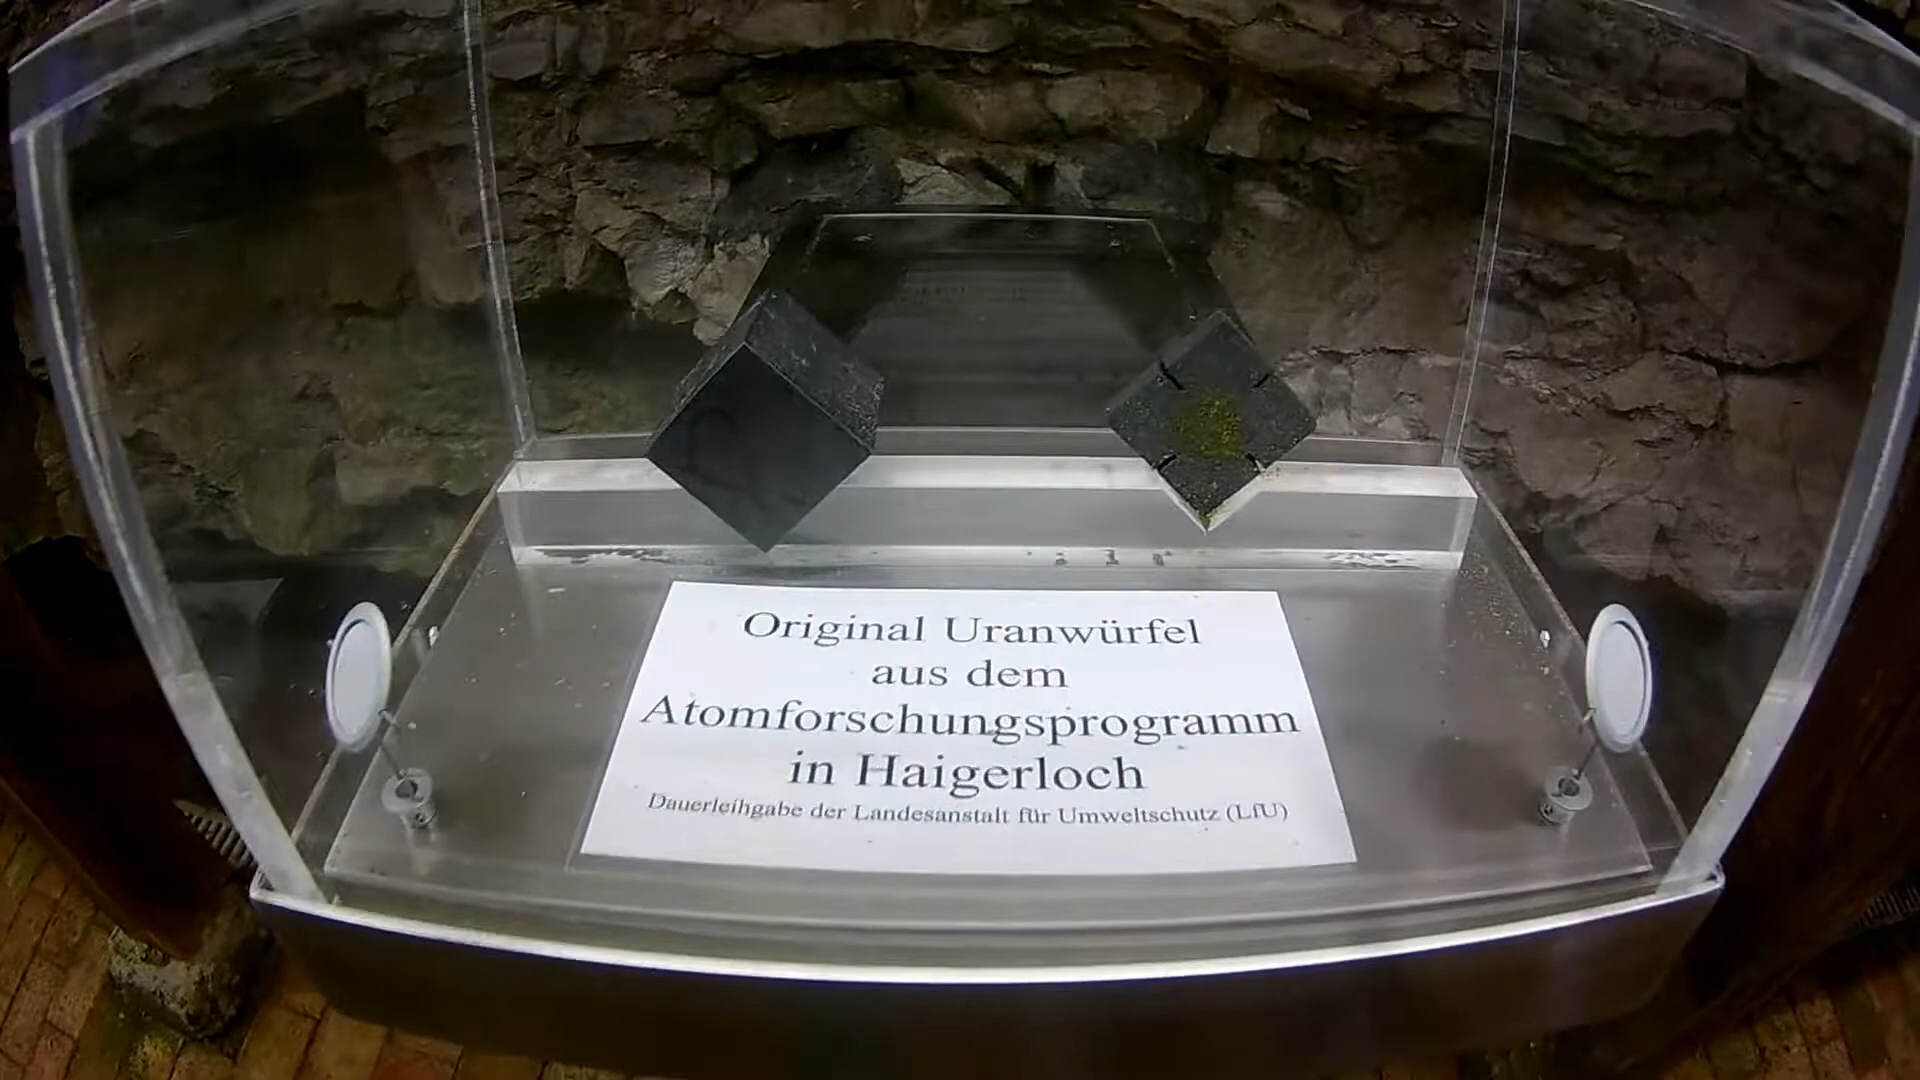 Original Uranwürfel
aus dem
Atomforschungsprogramm
in Haigerloch
Dauerleihgabe der Landesanstalt für Umweltschutz (LfU)